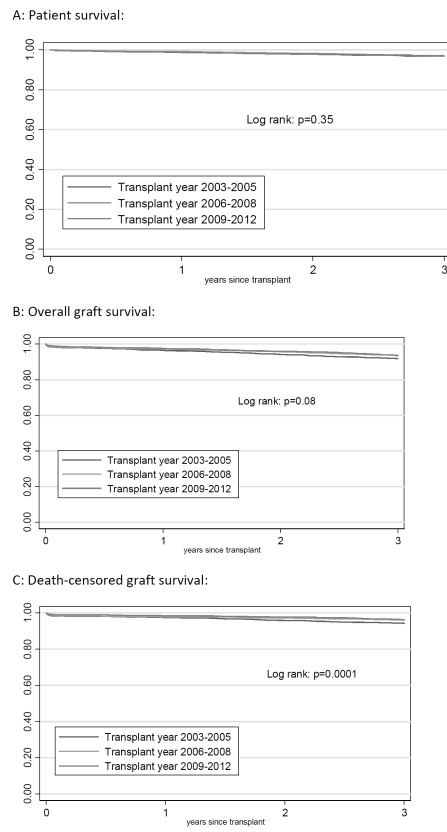 A: Patient survival:
1.00
0.80
0.60
0.40
0.20
0.00
Log rank: p=0.35
Transplant year 2003-2005
Transplant year 2006-2008
Transplant year 2009-2012
0 1 2 3
years since transplant
B: Overall graft survival:
1.00
0.80
0.60
0.40
0.20
0.00
Log rank: p=0.08
Transplant year 2003-2005
Transplant year 2006-2008
Transplant year 2009-2012
0 1 2 3
years since transplant
C: Death-censored graft survival:
1.00
0.80
0.60
0.40
0.20
0.00
Log rank: p=0.0001
Transplant year 2003-2005
Transplant year 2006-2008
Transplant year 2009-2012
0 1 2 3
years since transplant